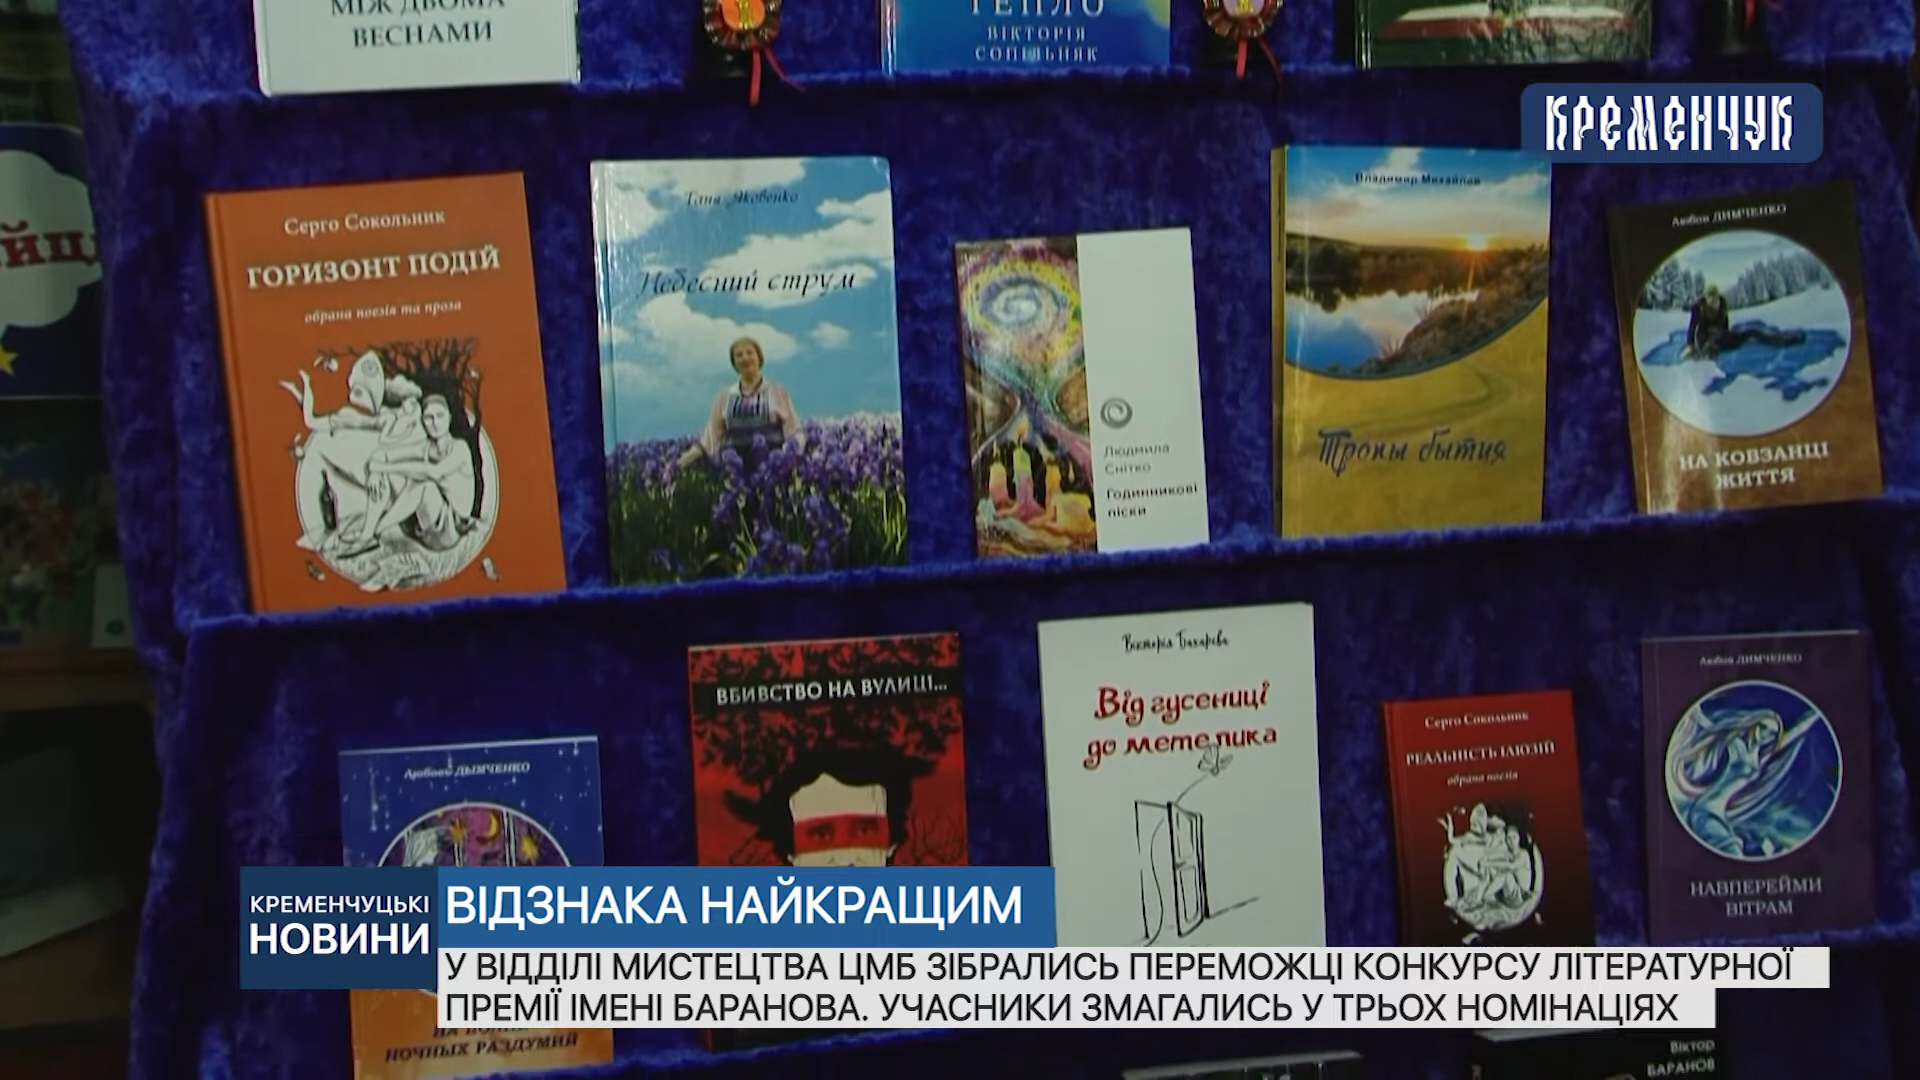 МІЖ ДВОМА
ВЕСНАМИ
ТЕПЛО
ВІКТОРІЯ
СОПІЛЬНЯК
КРЕМЕНЧУК
Серго Сокольник
ГОРИЗОНТ ПОДІЙ
обрана поезія та проза
Таня Яковенко
Небесний струм
Людмила
Снітко
Годинникові
піски
Владимир Михайлов
Тропы бытия
Любов ДИМЧЕНКО
НА КОВЗАНЦІ
ЖИТТЯ
Любовь ДЫМЧЕНКО
НОЧНЫХ РАЗДУМИЙ
ВБИВСТВО НА ВУЛИЦІ...
Вікторія Бахарєва
Від гусениці
до метелика
Серго Сокольник
РЕАЛЬНІСТЬ ІЛЮЗІЙ
обрана поезія
Любов ДИМЧЕНКО
НАВПЕРЕЙМИ
ВІТРАМ
КРЕМЕНЧУЦЬКІ
НОВИНИ
ВІДЗНАКА НАЙКРАЩИМ
У ВІДДІЛІ МИСТЕЦТВА ЦМБ ЗІБРАЛИСЬ ПЕРЕМОЖЦІ КОНКУРСУ ЛІТЕРАТУРНОЇ
ПРЕМІЇ ІМЕНІ БАРАНОВА. УЧАСНИКИ ЗМАГАЛИСЬ У ТРЬОХ НОМІНАЦІЯХ
Віктор
БАРАНОВ